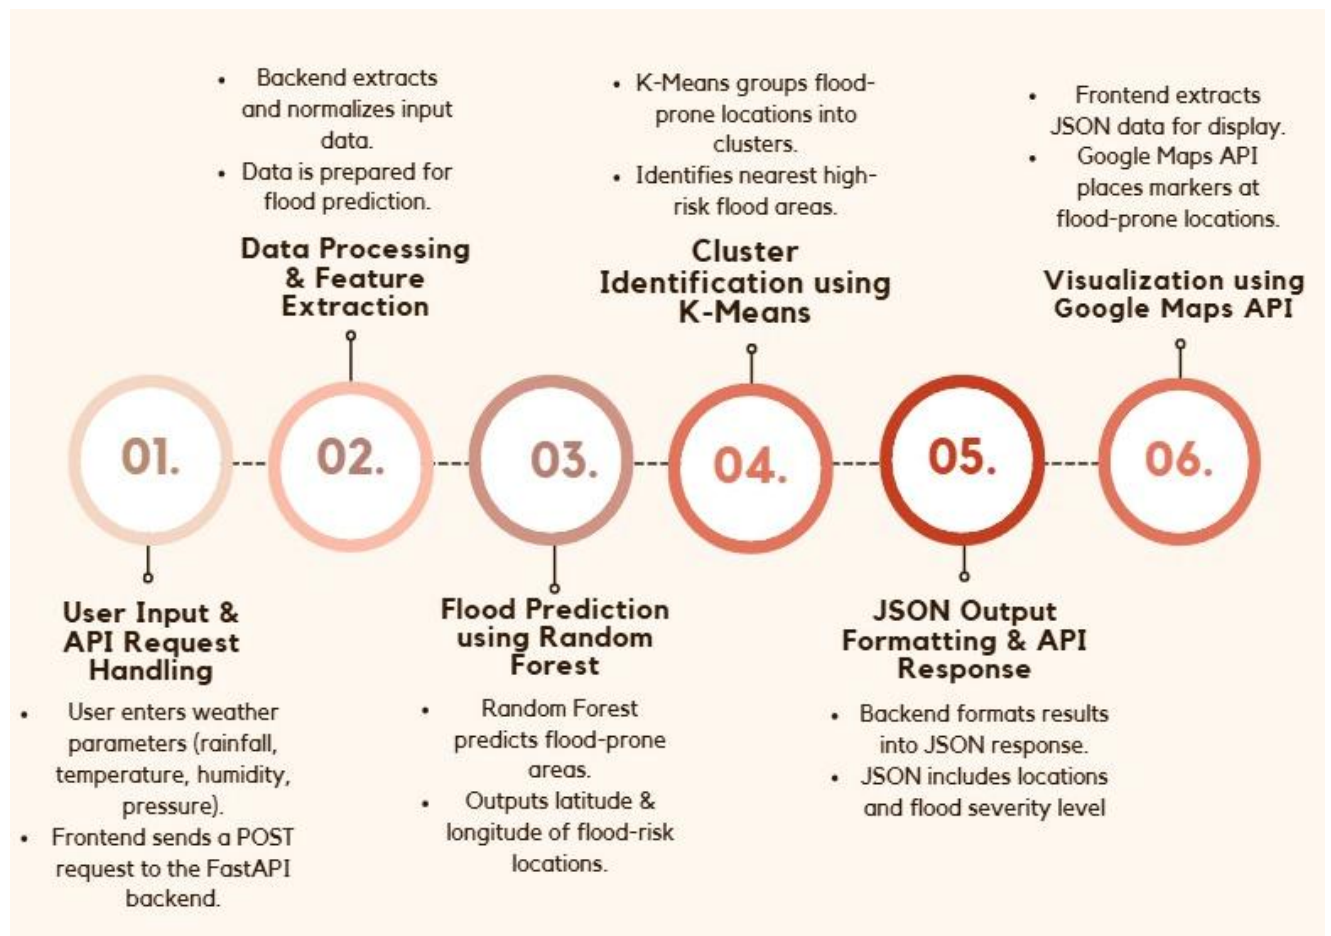 01.
User Input &
API Request
Handling
• User enters weather
parameters (rainfall,
temperature, humidity,
pressure).
• Frontend sends a POST
request to the FastAPI
backend.
• Backend extracts
and normalizes input
data.
• Data is prepared for
flood prediction.
Data Processing
& Feature
Extraction
02.
03.
Flood Prediction
using Random
Forest
• Random Forest
predicts flood-prone
areas.
• Outputs latitude &
longitude of flood-risk
locations.
• K-Means groups flood-
prone locations into
clusters.
• Identifies nearest high-
risk flood areas.
Cluster
Identification using
K-Means
04.
05.
JSON Output
Formatting & API
Response
• Backend formats results
into JSON response.
• JSON includes locations
and flood severity level
• Frontend extracts
JSON data for display.
• Google Maps API
places markers at
flood-prone locations.
Visualization using
Google Maps API
06.